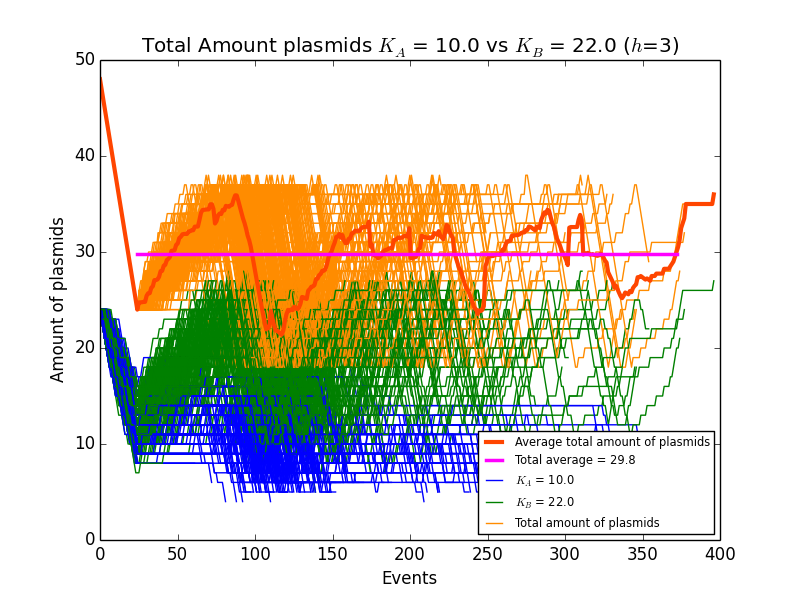 Total Amount plasmids K_A = 10.0 vs K_B = 22.0 (h=3)
50
40
30
20
10
0
Amount of plasmids
Average total amount of plasmids
Total average = 29.8
K_A = 10.0
K_B = 22.0
Total amount of plasmids
0 50 100 150 200 250 300 350 400
Events